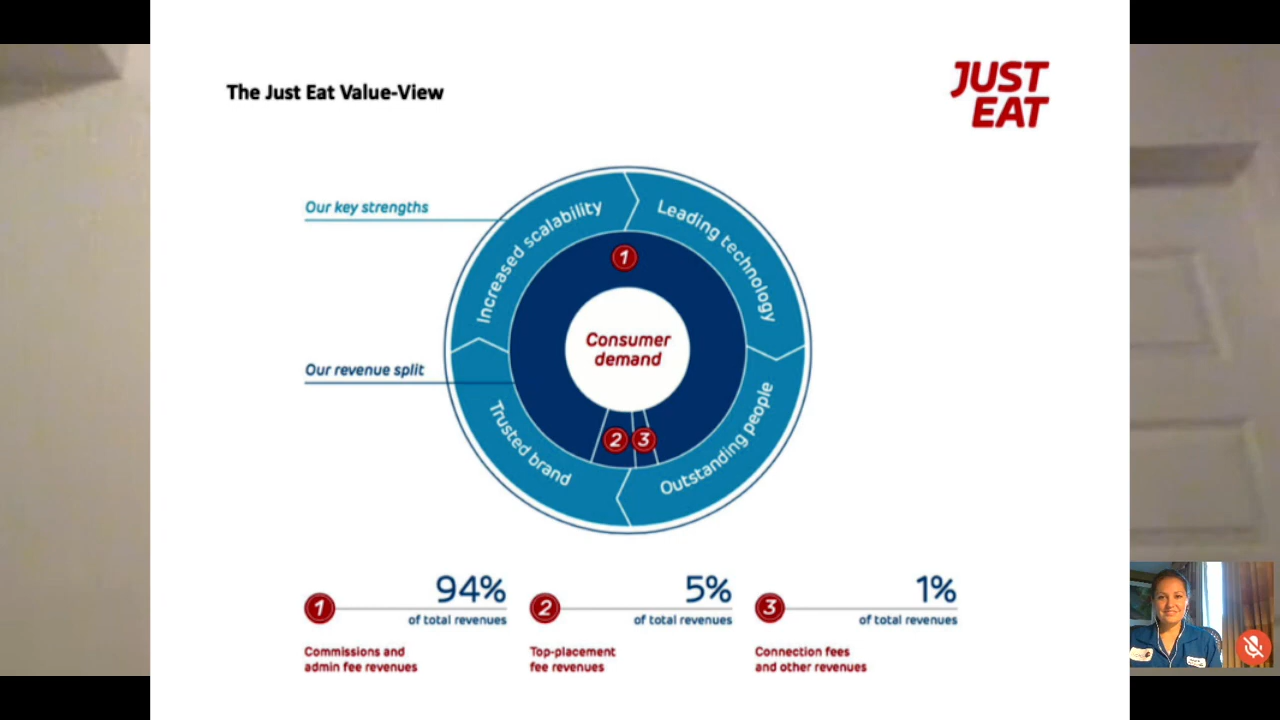 The Just Eat Value-View
JUST
EAT
Our key strengths
Increased scalability
Leading technology
1
Consumer
demand
Our revenue split
Trusted brand
2 3
Outstanding people
1
94%
of total revenues
Commissions and
admin fee revenues
2
5%
of total revenues
Top-placement
fee revenues
3
1%
of total revenues
Connection fees
and other revenues